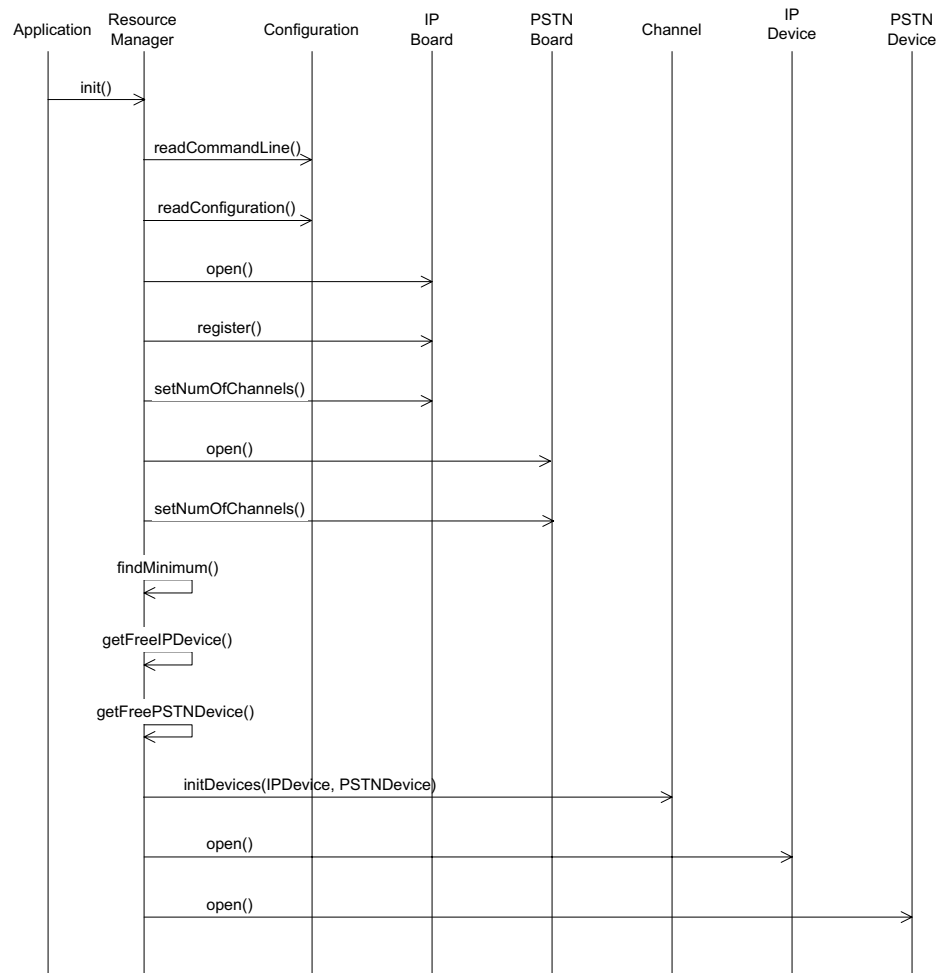 Application
Resource
Manager
Configuration
IP
Board
PSTN
Board
Channel
IP
Device
PSTN
Device
init()
readCommandLine()
readConfiguration()
open()
register()
setNumOfChannels()
open()
setNumOfChannels()
findMinimum()
getFreeIPDevice()
getFreePSTNDevice()
initDevices(IPDevice, PSTNDevice)
open()
open()